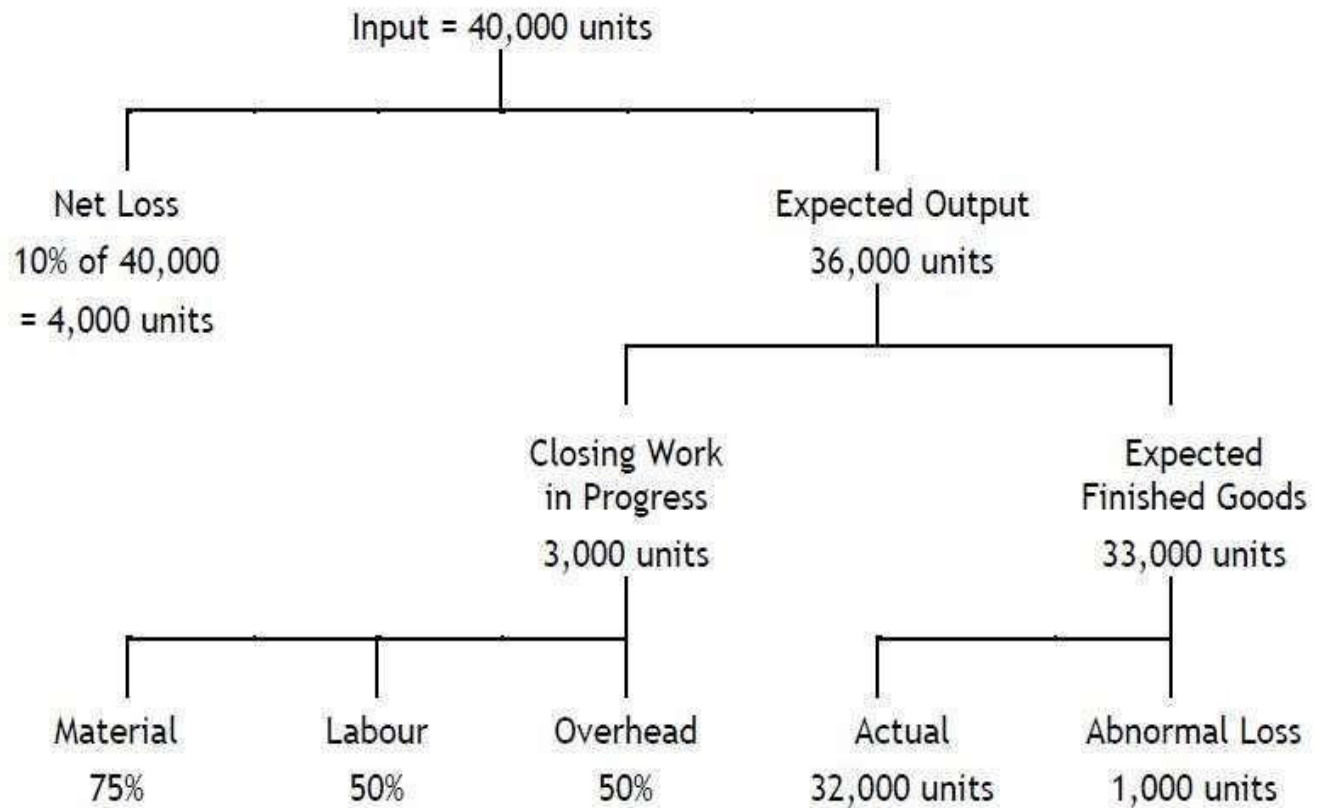 Input = 40,000 units
Net Loss
10% of 40,000
= 4,000 units
Expected Output
36,000 units
Closing Work
in Progress
3,000 units
Expected
Finished Goods
33,000 units
Material
75%
Labour
50%
Overhead
50%
Actual
32,000 units
Abnormal Loss
1,000 units